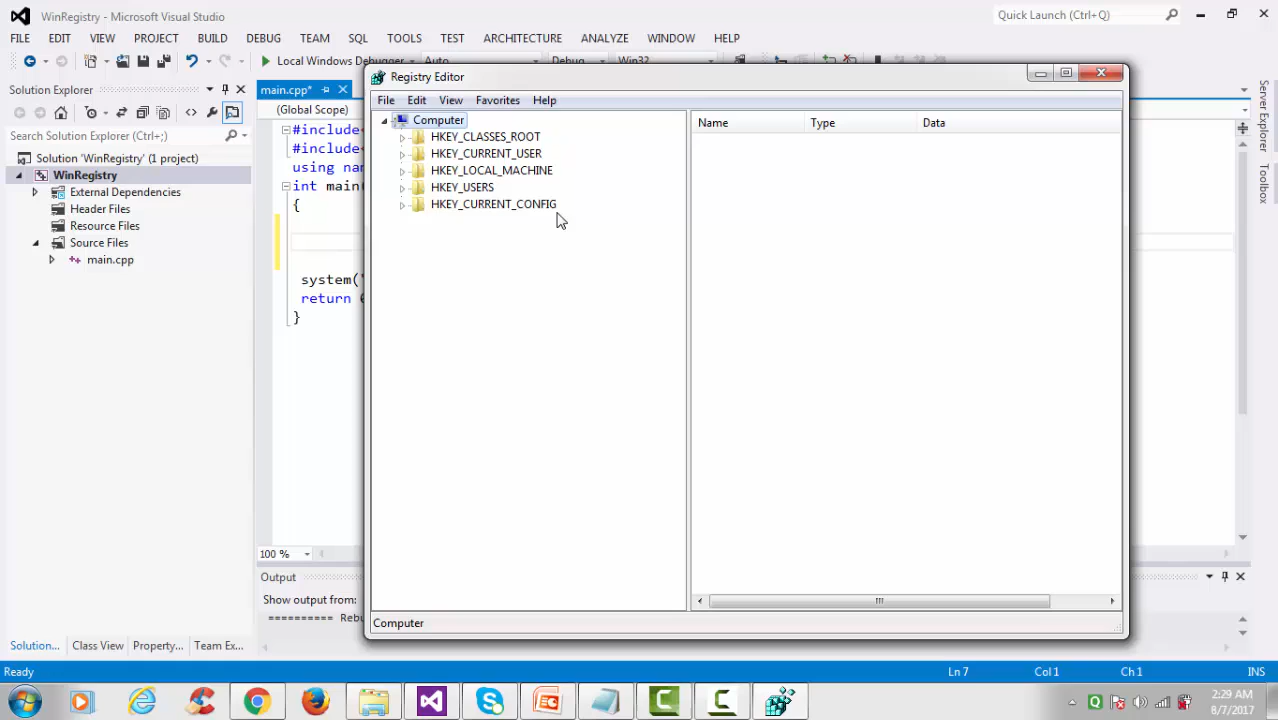 WinRegistry - Microsoft Visual Studio
Quick Launch (Ctrl+Q)
FILE EDIT VIEW PROJECT BUILD DEBUG TEAM SQL TOOLS TEST ARCHITECTURE ANALYZE WINDOW HELP
Local Windows Debugger Auto Debug Win32
Solution Explorer
Search Solution Explorer (Ctrl+;)
Solution 'WinRegistry' (1 project)
WinRegistry
External Dependencies
Header Files
Resource Files
Source Files
main.cpp
Solution... Class View Property... Team Ex...
main.cpp*
(Global Scope)
#include<
#include<
using nam
int main(
{
system("
return 0
}
100 %
Output
Show output from:
========== Rebu
Registry Editor
File Edit View Favorites Help
Computer
HKEY_CLASSES_ROOT
HKEY_CURRENT_USER
HKEY_LOCAL_MACHINE
HKEY_USERS
HKEY_CURRENT_CONFIG
Name Type Data
Computer
Server Explorer
Toolbox
Ready Ln 7 Col 1 Ch 1 INS
2:29 AM
8/7/2017